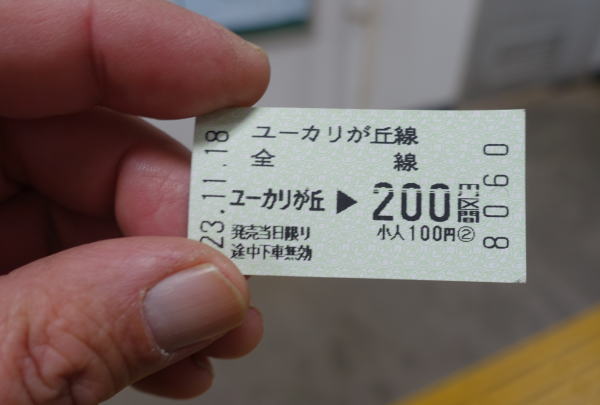 ユーカリが丘線
全 線
ユーカリが丘 ▶ 200円区間
発売当日限り 小人100円②
途中下車無効
23.11.18
0608